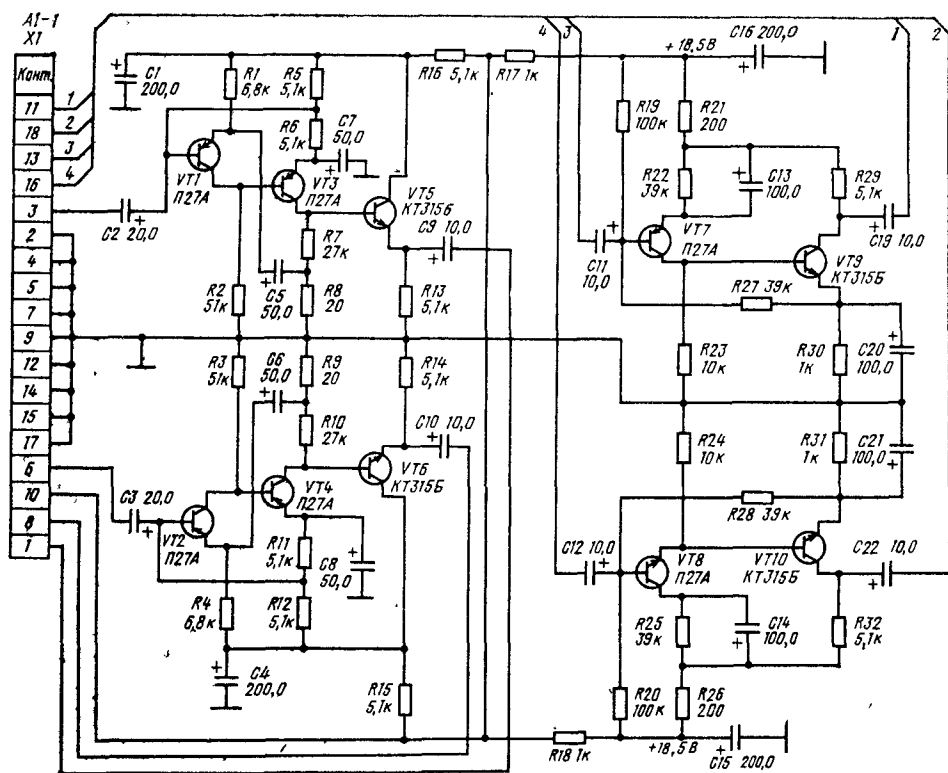 A1-1
X1
Конт.
11
18
13
16
3
2
4
5
7
9
12
14
15
17
6
10
8
1
1
2
3
4
4
3
1
2
C1
200,0
R1
6,8к
R5
5,1к
R6
5,1к
C7
50,0
R16 5,1к
R17 1к
+18,5В
C16 200,0
R19
100к
R21
200
R22
39к
C13
100,0
R29
5,1к
VT1
П27А
VT3
П27А
VT5
КТ315Б
C2 20,0
C9 10,0
R7
27к
C5
50,0
R8
20
R2
51к
R13
5,1к
C11
10,0
VT7
П27А
VT9
КТ315Б
C19 10,0
R27 39к
R3
51к
C6
50,0
R9
20
R14
5,1к
R10
27к
C10 10,0
R23
10к
R30
1к
C20
100,0
R24
10к
R31
1к
C21
100,0
R28 39к
C3 20,0
VT2
П27А
VT4
П27А
VT6
КТ315Б
R11
5,1к
C8
50,0
R4
6,8к
R12
5,1к
C4
200,0
R15
5,1к
C12 10,0
VT8
П27А
VT10
КТ315Б
C22 10,0
R25
39к
C14
100,0
R32
5,1к
R20
100к
R26
200
R18 1к
+18,5В
C15 200,0